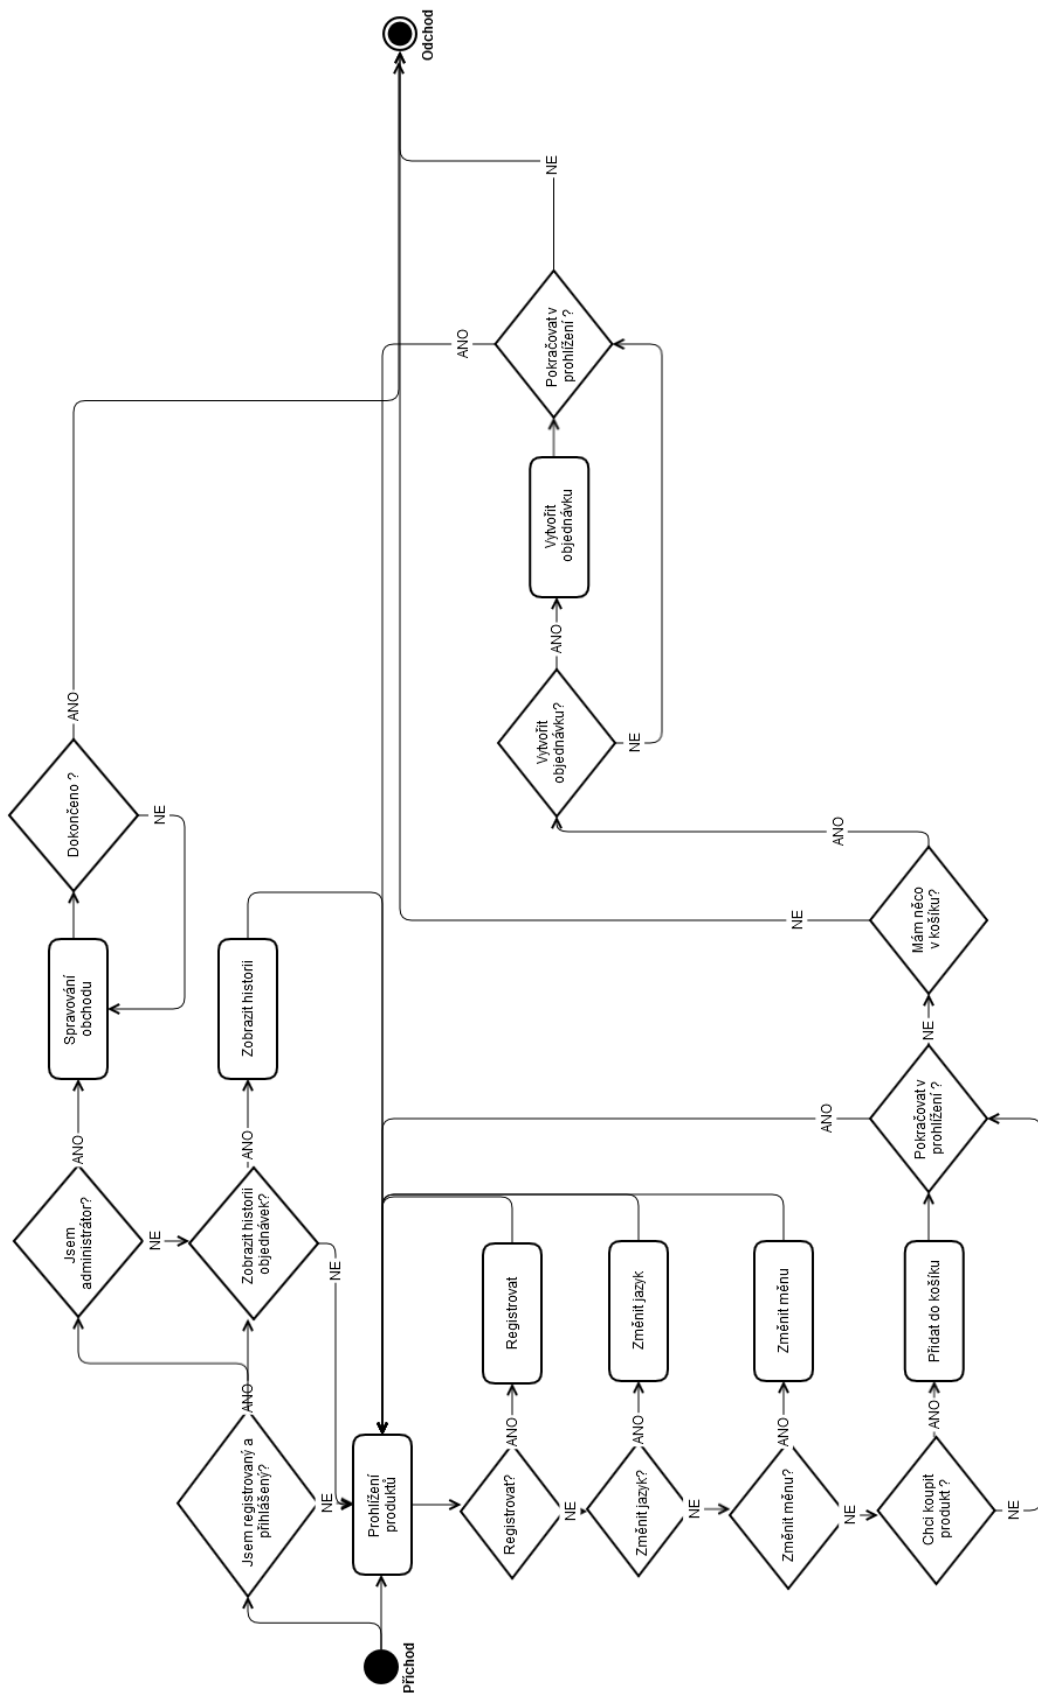 Příchod
Jsem registrovaný a
přihlášený?
ANO
NE
Jsem
administrátor?
ANO
NE
Spravování
obchodu
Dokončeno ?
ANO
NE
Zobrazit historii
objednávek?
ANO
NE
Zobrazit historii
Prohlížení
produktů
Registrovat?
ANO
NE
Registrovat
Změnit jazyk?
ANO
NE
Změnit jazyk
Změnit měnu?
ANO
NE
Změnit měnu
Chci koupit
produkt ?
ANO
NE
Přidat do košíku
Pokračovat v
prohlížení ?
ANO
NE
Mám něco
v košíku?
NE
ANO
Vytvořit
objednávku?
ANO
NE
Vytvořit
objednávku
Pokračovat v
prohlížení ?
ANO
NE
Odchod